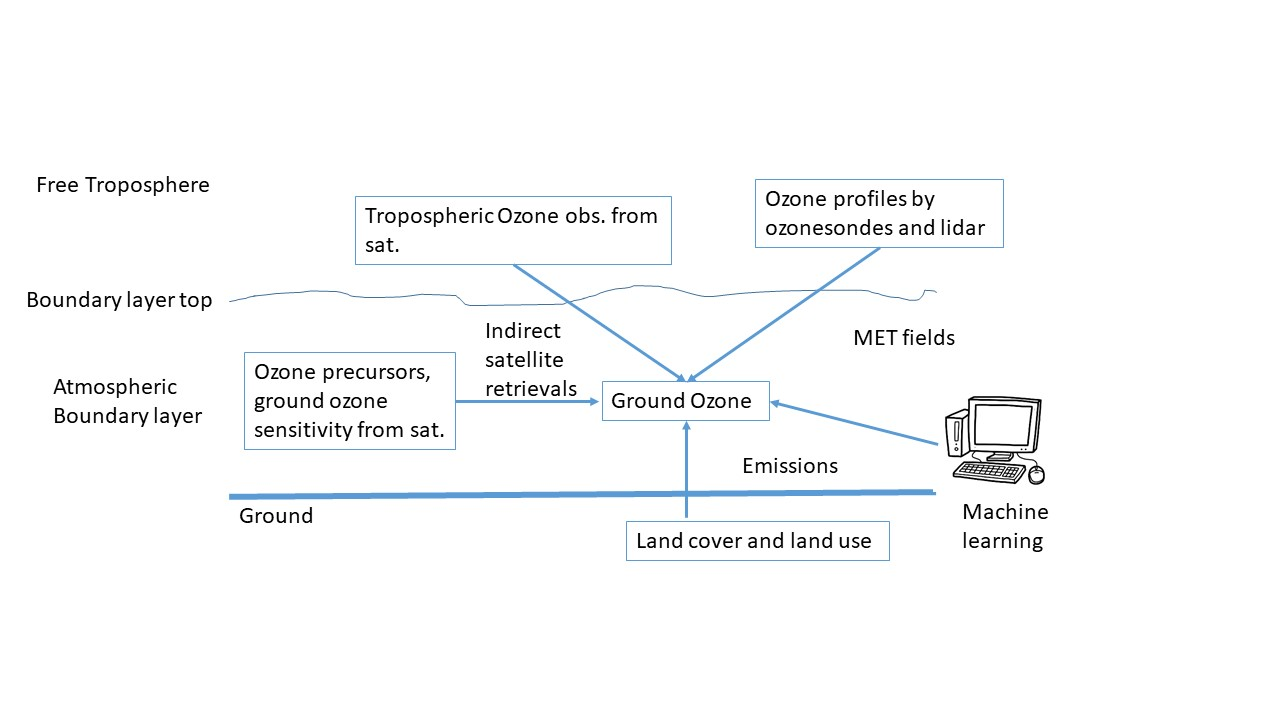 Free Troposphere
Tropospheric Ozone obs. from
sat.
Ozone profiles by
ozonesondes and lidar
Boundary layer top
Indirect
satellite
retrievals
MET fields
Atmospheric
Boundary layer
Ozone precursors,
ground ozone
sensitivity from sat.
Ground Ozone
Emissions
Ground
Land cover and land use
Machine
learning